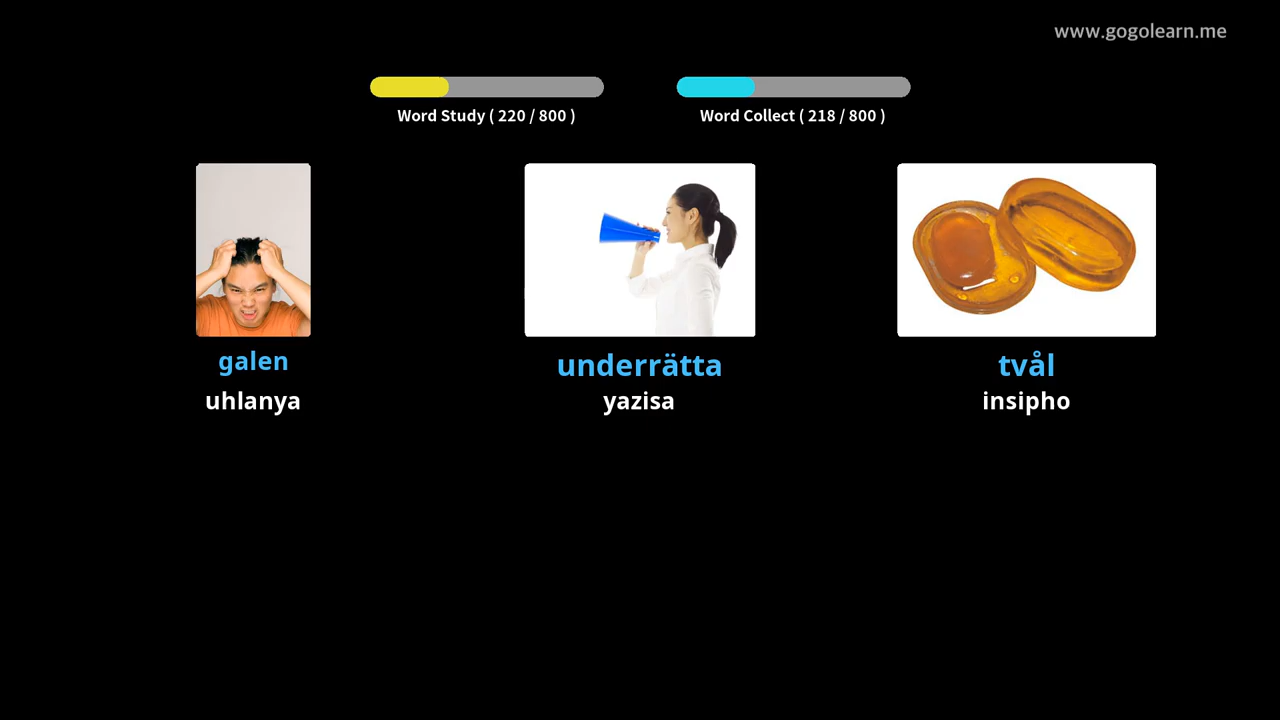 www.gogolearn.me
Word Study ( 220 / 800 )
Word Collect ( 218 / 800 )
galen
underrätta
tvål
uhlanya
yazisa
insipho